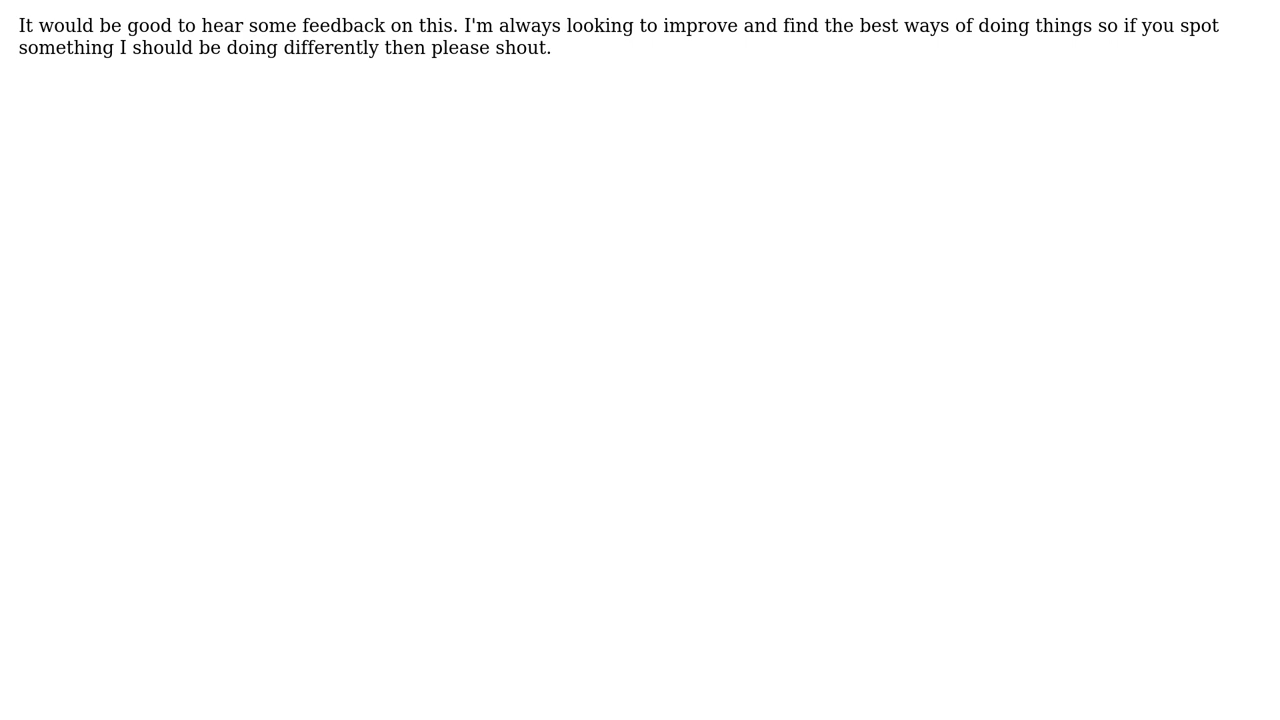 It would be good to hear some feedback on this. I'm always looking to improve and find the best ways of doing things so if you spot
something I should be doing differently then please shout.